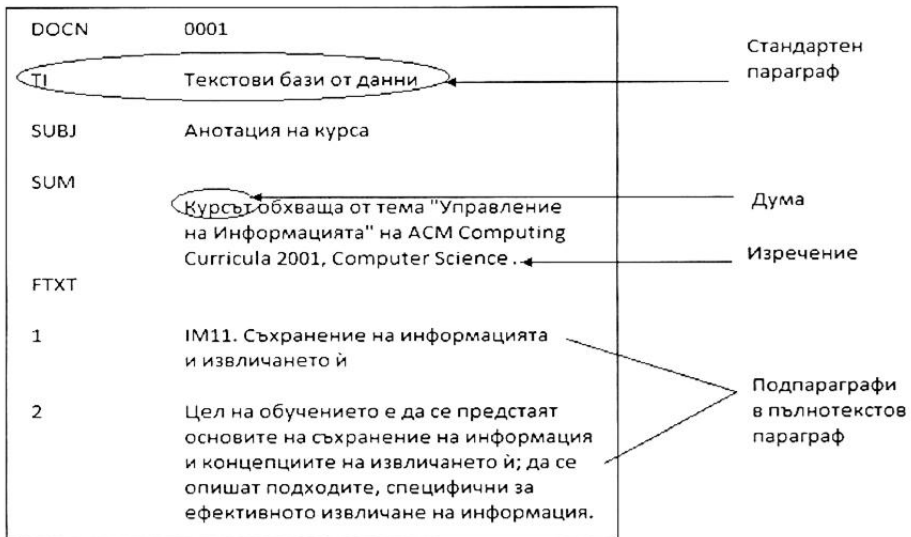 DOCN 0001
TI Текстови бази от данни
SUBJ Анотация на курса
SUM
Курсът обхваща от тема "Управление
на Информацията" на ACM Computing
Curricula 2001, Computer Science .
FTXT
1 IM11. Съхранение на информацията
и извличането ѝ
2 Цел на обучението е да се предстаят
основите на съхранение на информация
и концепциите на извличането ѝ; да се
опишат подходите, специфични за
ефективното извличане на информация.
Стандартен
параграф
Дума
Изречение
Подпараграфи
в пълнотекстов
параграф